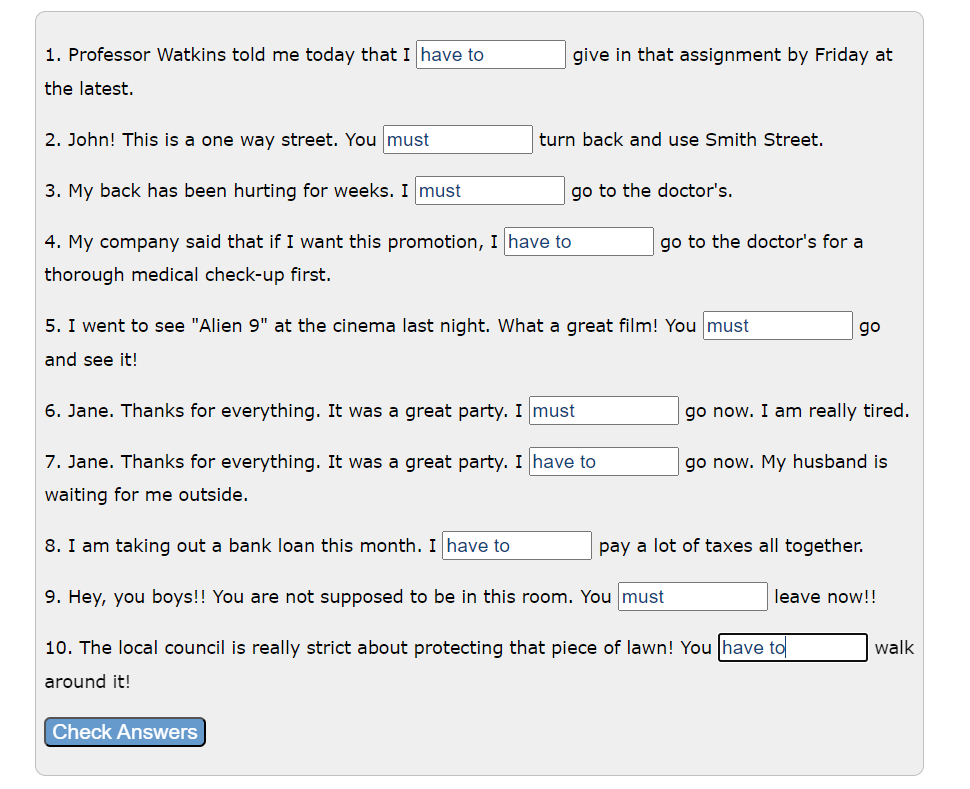 1. Professor Watkins told me today that I have to give in that assignment by Friday at
the latest.
2. John! This is a one way street. You must turn back and use Smith Street.
3. My back has been hurting for weeks. I must go to the doctor's.
4. My company said that if I want this promotion, I have to go to the doctor's for a
thorough medical check-up first.
5. I went to see "Alien 9" at the cinema last night. What a great film! You must go
and see it!
6. Jane. Thanks for everything. It was a great party. I must go now. I am really tired.
7. Jane. Thanks for everything. It was a great party. I have to go now. My husband is
waiting for me outside.
8. I am taking out a bank loan this month. I have to pay a lot of taxes all together.
9. Hey, you boys!! You are not supposed to be in this room. You must leave now!!
10. The local council is really strict about protecting that piece of lawn! You have to walk
around it!
Check Answers